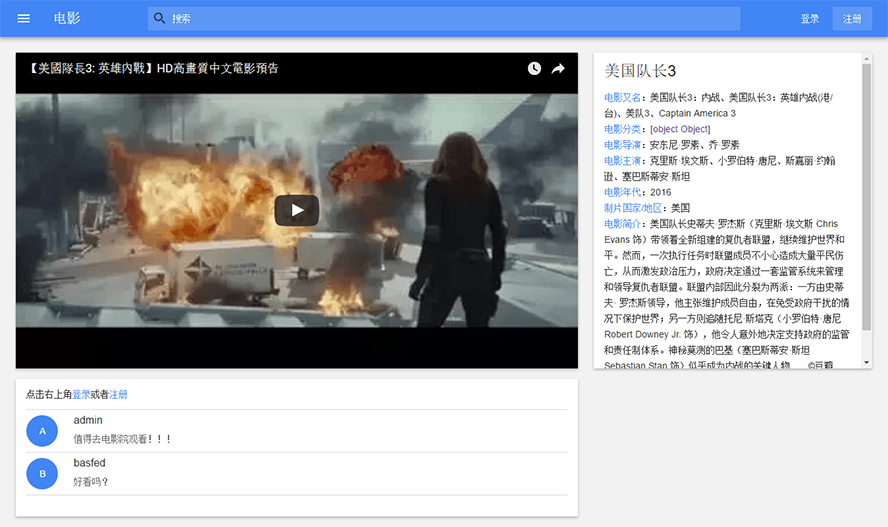 电影
搜索
登录
注册
【美國隊長3: 英雄內戰】HD高畫質中文電影預告
美国队长3
电影又名：美国队长3：内战、美国队长3：英雄内战(港/
台)、美队3、Captain America 3
电影分类：[object Object]
电影导演：安东尼·罗素、乔·罗素
电影主演：克里斯·埃文斯、小罗伯特·唐尼、斯嘉丽·约翰
逊、塞巴斯蒂安·斯坦
电影年代：2016
制片国家/地区：美国
电影简介：美国队长史蒂夫·罗杰斯（克里斯·埃文斯 Chris
Evans 饰）带领着全新组建的复仇者联盟，继续维护世界和
平。然而，一次执行任务时联盟成员不小心造成大量平民伤
亡，从而激发政治压力，政府决定通过一套监管系统来管理
和领导复仇者联盟。联盟内部因此分裂为两派：一方由史蒂
夫·罗杰斯领导，他主张维护成员自由，在免受政府干扰的情
况下保护世界；另一方则追随托尼·斯塔克（小罗伯特·唐尼
Robert Downey Jr. 饰），他令人意外地决定支持政府的监管
和责任制体系。神秘莫测的巴基（塞巴斯蒂安·斯坦
Sebastian Stan 饰）似乎成为内战的关键人物……©豆瓣
点击右上角登录或者注册
A
admin
值得去电影院观看！！！
B
basfed
好看吗？